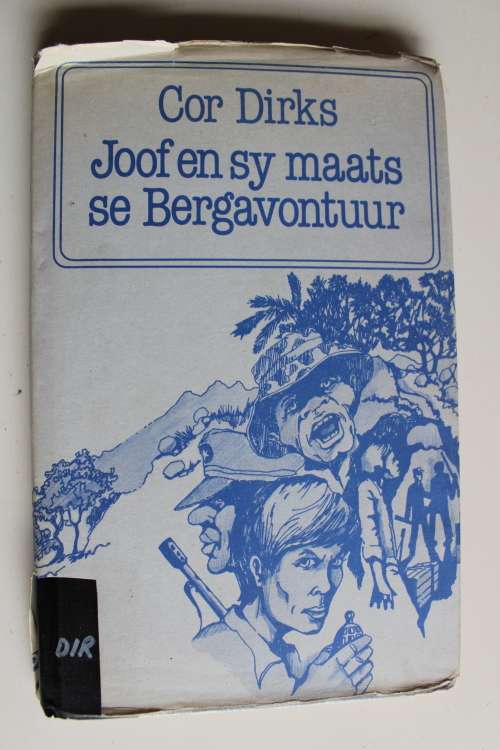 Cor Dirks
Joof en sy maats
se Bergavontuur
DIR